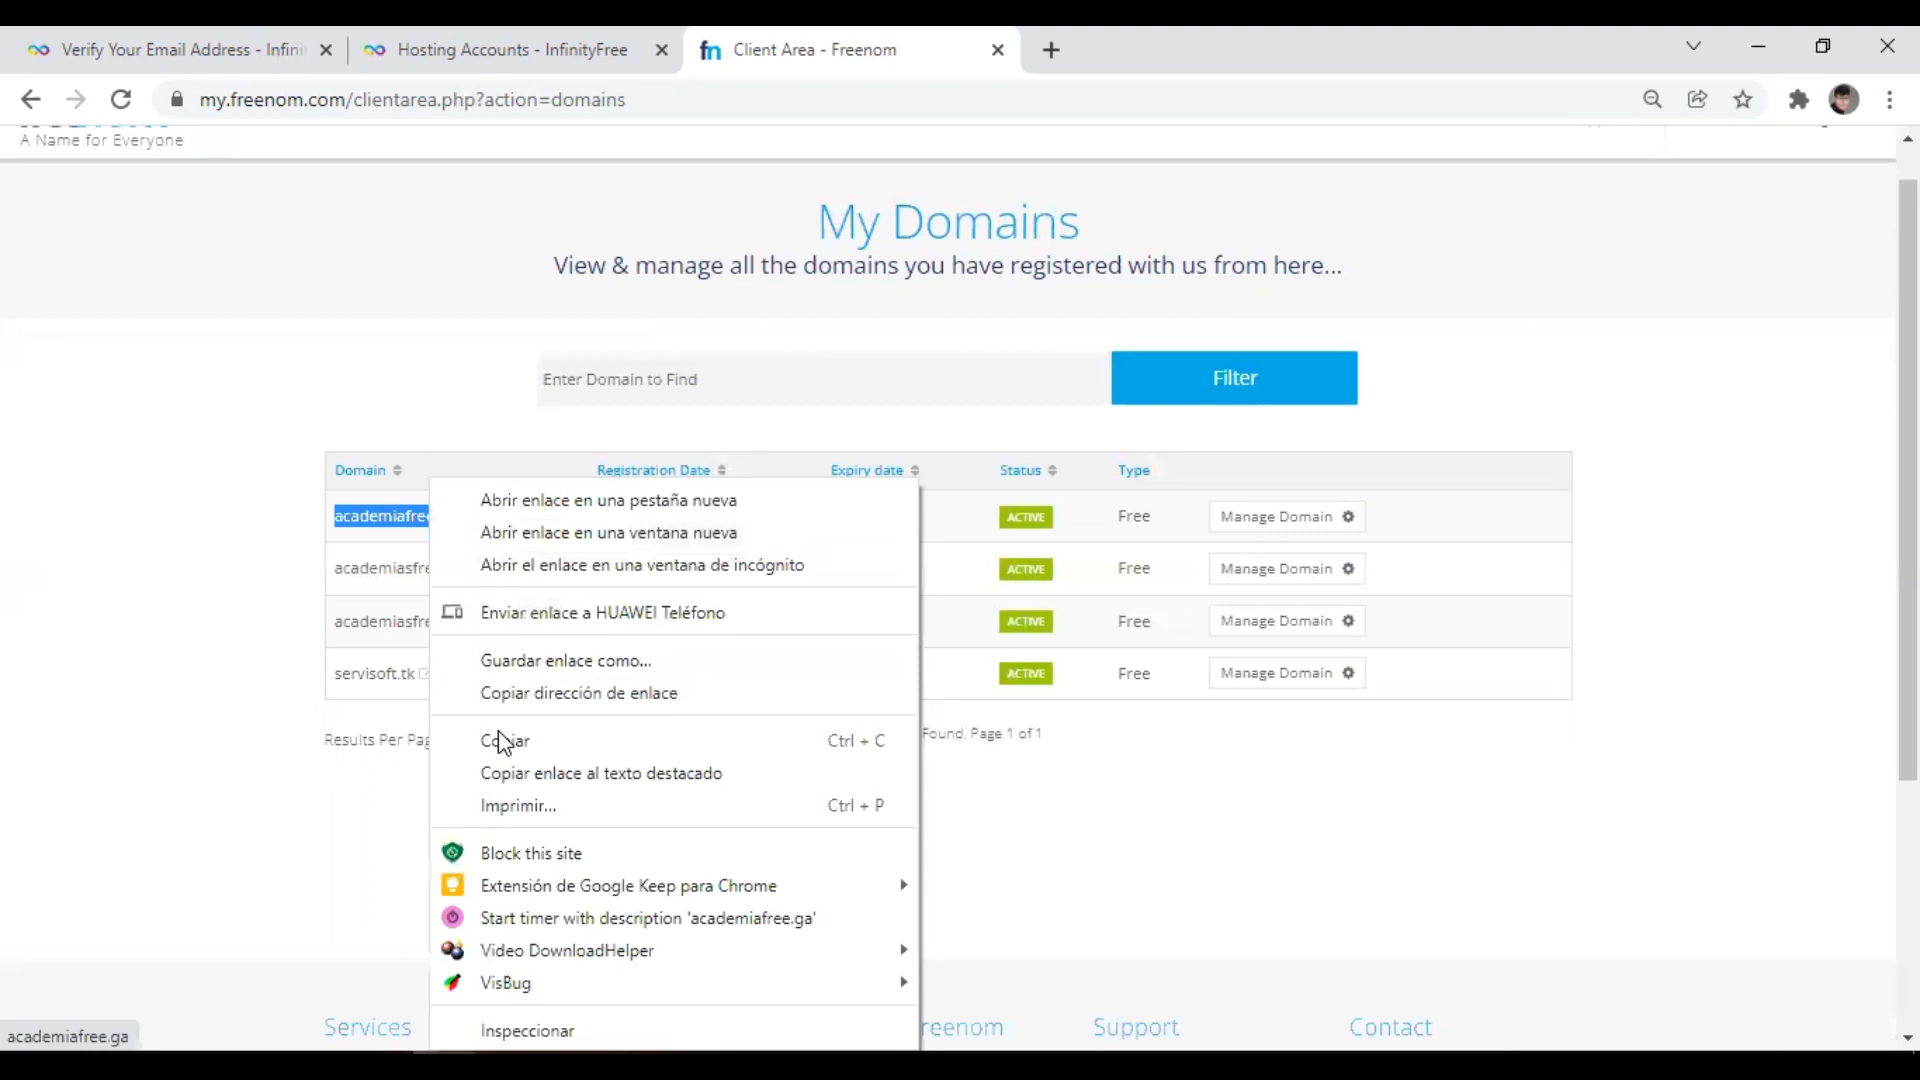 Verify Your Email Address - Infini
Hosting Accounts - InfinityFree
fn Client Area - Freenom
my.freenom.com/clientarea.php?action=domains
A Name for Everyone
My Domains
View & manage all the domains you have registered with us from here...
Enter Domain to Find
Filter
Domain Registration Date Expiry date Status Type
academiafree ACTIVE Free Manage Domain
academiasfre ACTIVE Free Manage Domain
academiasfre ACTIVE Free Manage Domain
servisoft.tk ACTIVE Free Manage Domain
Results Per Pag Found. Page 1 of 1
Abrir enlace en una pestaña nueva
Abrir enlace en una ventana nueva
Abrir el enlace en una ventana de incógnito
Enviar enlace a HUAWEI Teléfono
Guardar enlace como...
Copiar dirección de enlace
Copiar Ctrl + C
Copiar enlace al texto destacado
Imprimir... Ctrl + P
Block this site
Extensión de Google Keep para Chrome
Start timer with description 'academiafree.ga'
Video DownloadHelper
VisBug
Inspeccionar
Services reenom Support Contact
academiafree.ga